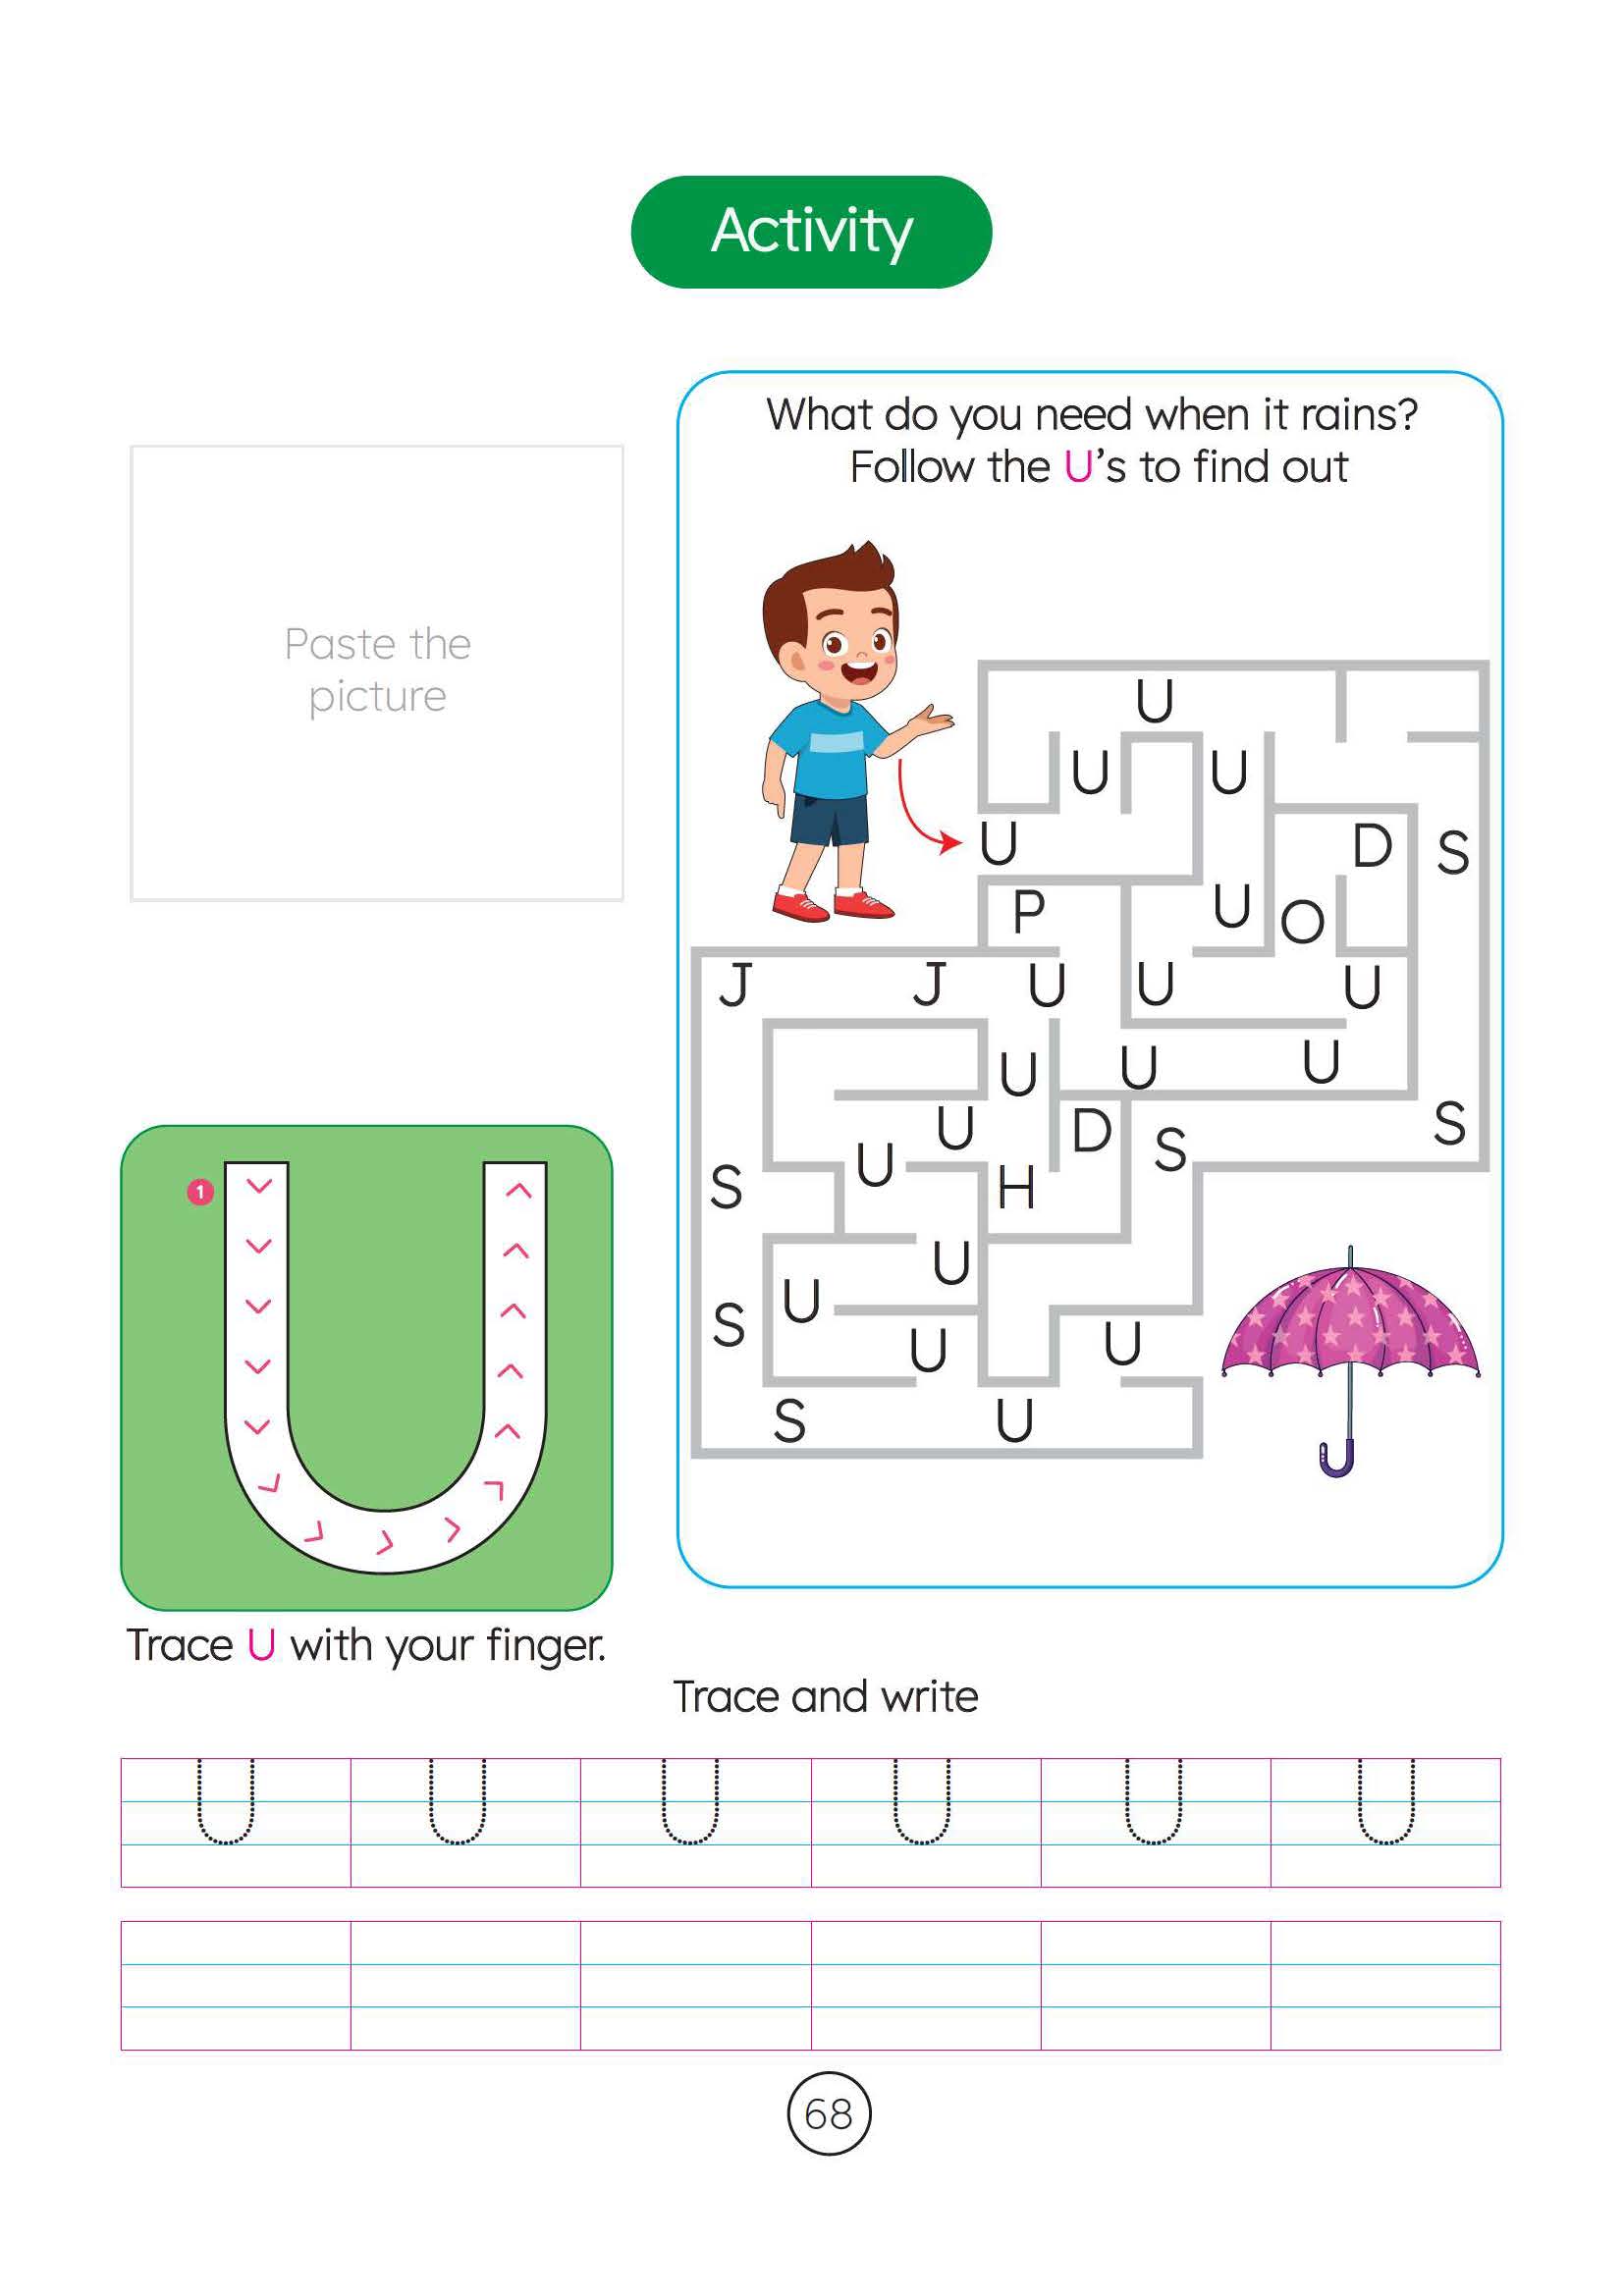 Activity
What do you need when it rains?
Follow the U's to find out
Paste the
picture
U
U U
U D S
P U O
J J U U U
U U U
U D S S
U
S H
U
S U
U U
S U
1
Trace U with your finger.
Trace and write
U U U U U U
68